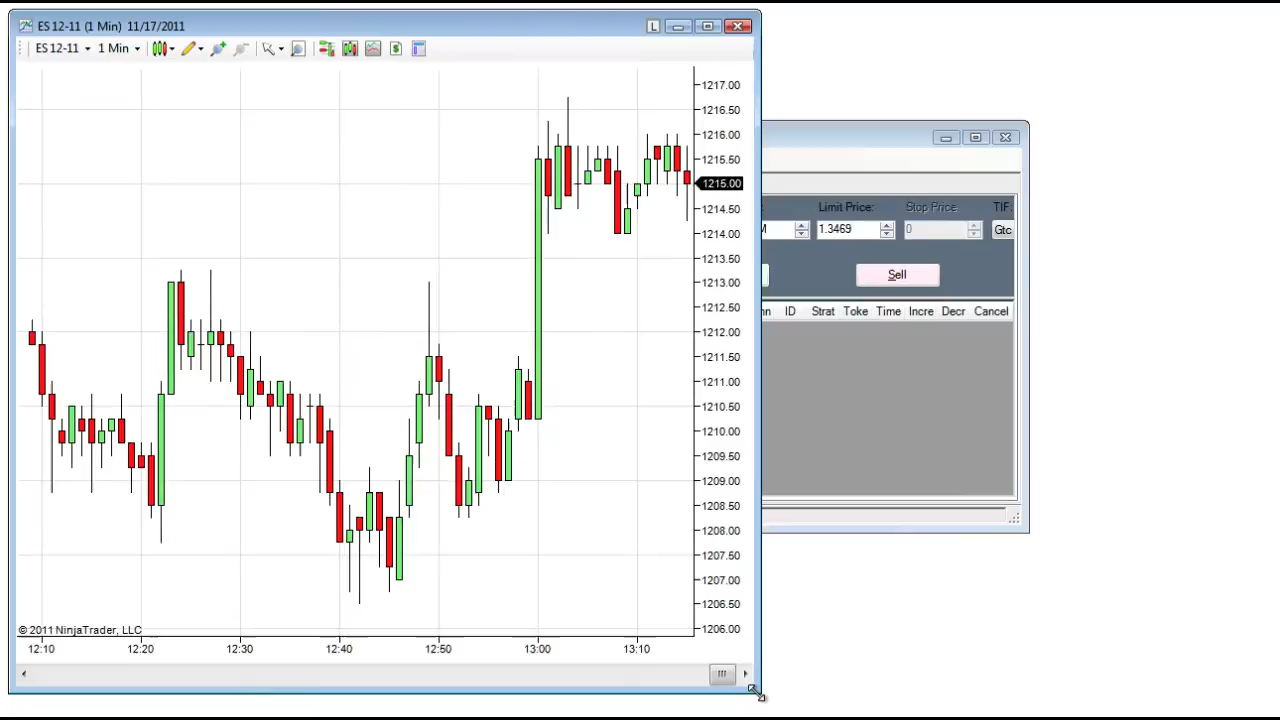 ES 12-11 (1 Min) 11/17/2011
L
ES 12-11 1 Min
$
1217.00
1216.50
1216.00
1215.50
1215.00
1214.50
1214.00
1213.50
1213.00
1212.50
1212.00
1211.50
1211.00
1210.50
1210.00
1209.50
1209.00
1208.50
1208.00
1207.50
1207.00
1206.50
1206.00
© 2011 NinjaTrader, LLC
12:10 12:20 12:30 12:40 12:50 13:00 13:10
Limit Price: Stop Price: TIF:
1.3469 0 Gtc
Sell
ID Strat Toke Time Incre Decr Cancel